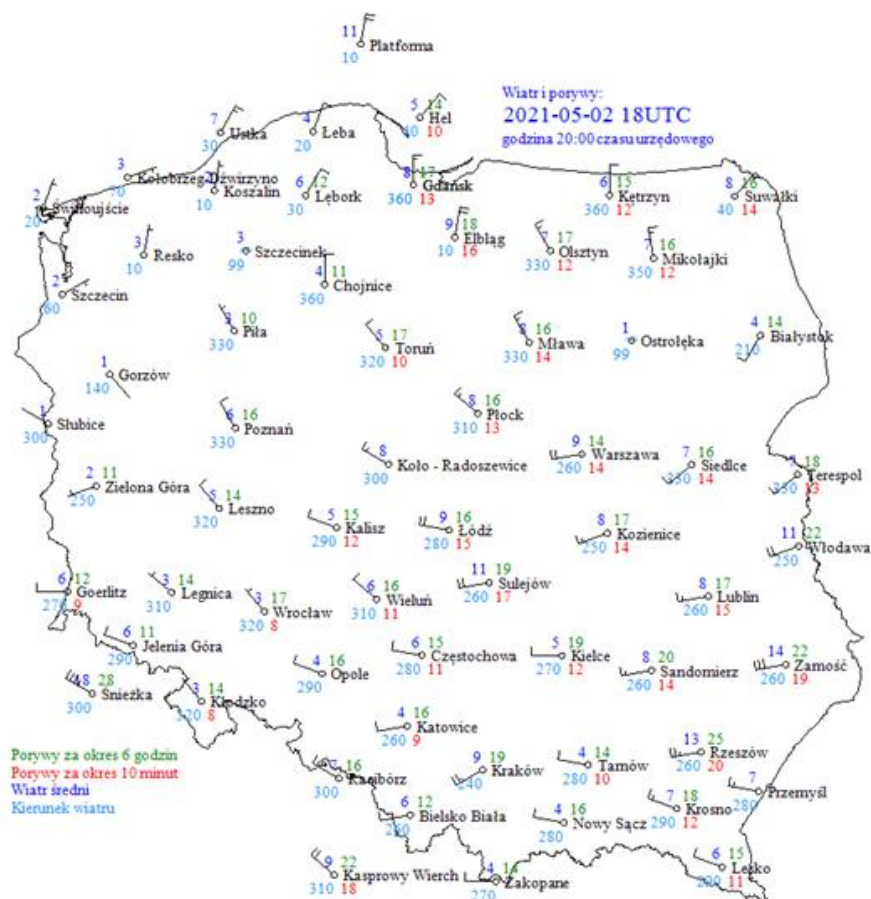 11
Platforma
10
Wiatr i porywy:
2021-05-02 18UTC
godzina 20:00 czasu urzędowego
7
Ustka
30
4
Łeba
20
5 14
Hel
40 10
3
Kołobrzeg-Dźwirzyno
70
Koszalin
10
6 12
Lębork
30
8 17
Gdańsk
360 13
6 15
Kętrzyn
360 12
8 16
Suwałki
40 14
2
Świnoujście
20
3
Resko
10
3
Szczecinek
99
9 18
Elbląg
10 16
7 17
Olsztyn
330 12
7 16
Mikołajki
350 12
2
Szczecin
60
4 11
Chojnice
360
3 10
Piła
330
5 17
Toruń
320 10
8 16
Mława
330 14
1
Ostrołęka
99
4 14
Białystok
210
1
Gorzów
140
1
Słubice
300
6 16
Poznań
330
8 16
Płock
310 13
8
Koło - Radoszewice
300
9 14
Warszawa
260 14
7 16
Siedlce
14
18
Terespol
13
2 11
Zielona Góra
250
5 14
Leszno
320
5 15
Kalisz
290 12
9 16
Łódź
280 15
8 17
Kozienice
250 14
11 22
Włodawa
250
6 12
Goerlitz
270 9
3 14
Legnica
310
3 17
Wrocław
320 8
6 16
Wieluń
310 11
11 19
Sulejów
260 17
8 17
Lublin
260 15
6 11
Jelenia Góra
290
6 15
Częstochowa
280 11
5 19
Kielce
270 12
8 20
Sandomierz
260 14
14 22
Zamość
260 19
28
Śnieżka
300
3 14
Kłodzko
320 8
4 16
Opole
290
4 16
Katowice
260 9
Porywy za okres 6 godzin
Porywy za okres 10 minut
Wiatr średni
Kierunek wiatru
16
Racibórz
300
9 19
Kraków
240
4 14
Tarnów
280 10
13 25
Rzeszów
260 20
7
Przemyśl
280
6 12
Bielsko Biała
260
4 16
Nowy Sącz
280
7 18
Krosno
290 12
9 22
Kasprowy Wierch
310 18
4 14
Zakopane
270
6 15
Lesko
290 11